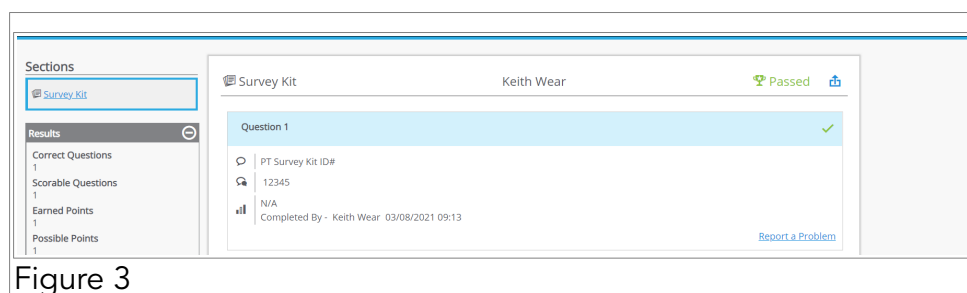 Sections
Survey Kit
Results
Correct Questions
1
Scorable Questions
1
Earned Points
1
Possible Points
1
Survey Kit Keith Wear Passed
Question 1
PT Survey Kit ID#
12345
N/A
Completed By - Keith Wear 03/08/2021 09:13
Report a Problem
Figure 3